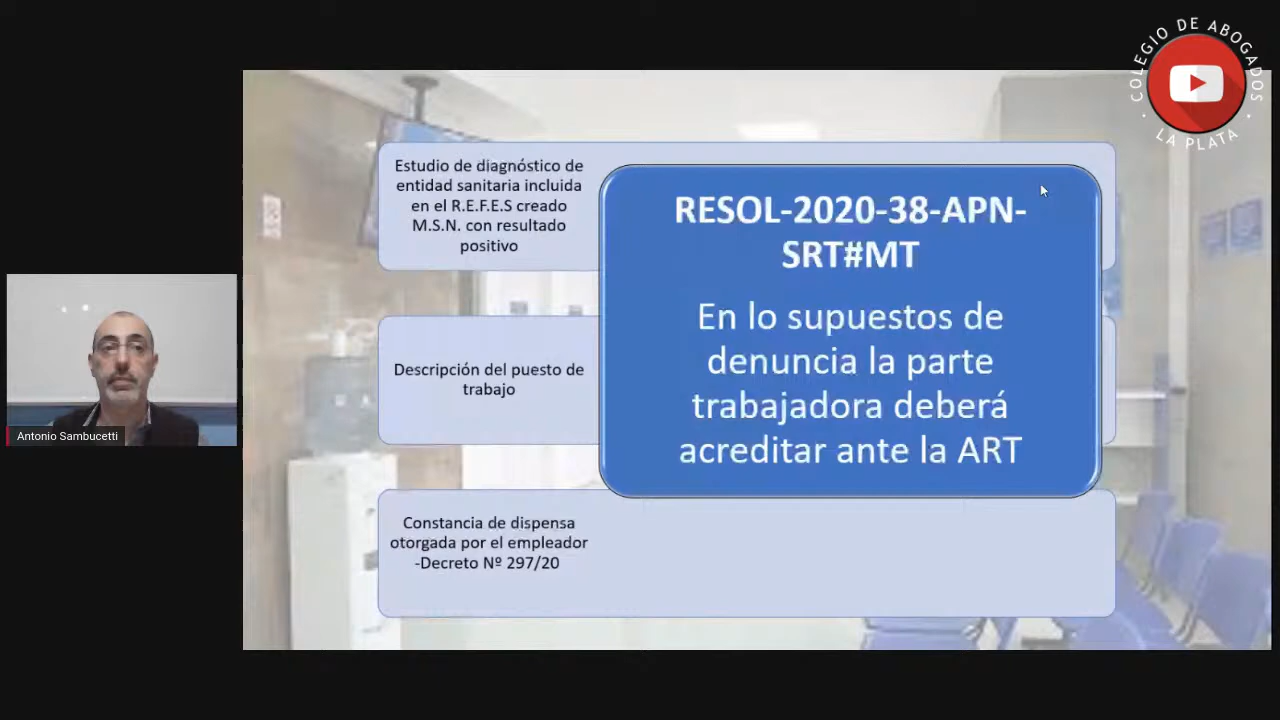 COLEGIO DE ABOGADOS
· LA PLATA ·
Estudio de diagnóstico de
entidad sanitaria incluida
en el R.E.F.E.S creado
M.S.N. con resultado
positivo
RESOL-2020-38-APN-
SRT#MT
En lo supuestos de
denuncia la parte
trabajadora deberá
acreditar ante la ART
Descripción del puesto de
trabajo
Constancia de dispensa
otorgada por el empleador
-Decreto Nº 297/20
Antonio Sambucetti